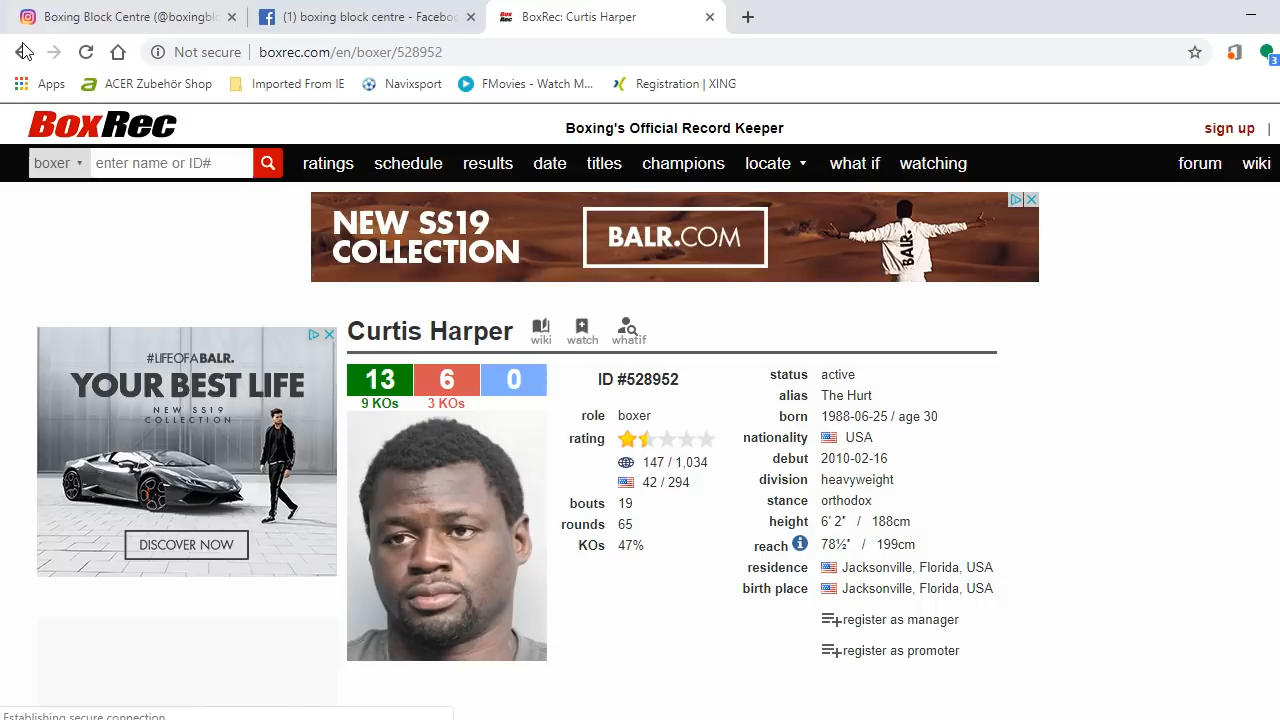 Boxing Block Centre (@boxingblo
(1) boxing block centre - Facebo
BoxRec: Curtis Harper
Not secure
boxrec.com/en/boxer/528952
3
Apps
ACER Zubehör Shop
Imported From IE
Navixsport
FMovies - Watch M...
Registration | XING
BoxRec
Boxing's Official Record Keeper
sign up |
boxer
enter name or ID#
ratings
schedule
results
date
titles
champions
locate
what if
watching
forum
wiki
NEW SS19
COLLECTION
BALR.COM
BALR.
#LIFEOFABALR.
YOUR BEST LIFE
NEW SS19
COLLECTION
DISCOVER NOW
Curtis Harper
wiki
watch
whatif
13
6
0
9 KOs
3 KOs
ID #528952
role boxer
rating
147 / 1,034
42 / 294
bouts 19
rounds 65
KOs 47%
status active
alias The Hurt
born 1988-06-25 / age 30
nationality USA
debut 2010-02-16
division heavyweight
stance orthodox
height 6′ 2″ / 188cm
reach 78½″ / 199cm
residence Jacksonville, Florida, USA
birth place Jacksonville, Florida, USA
register as manager
register as promoter
Establishing secure connection